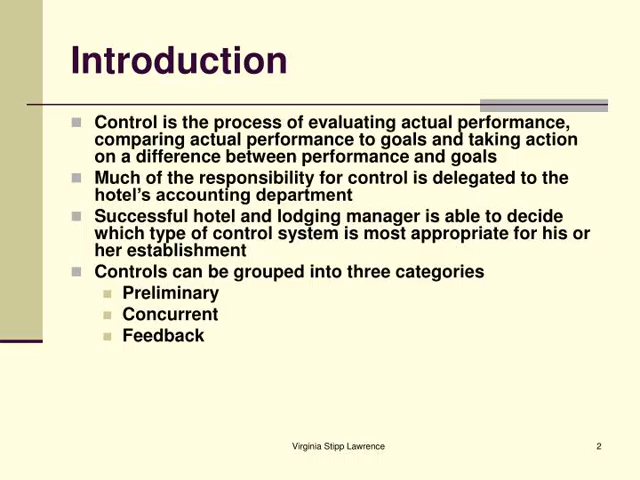 Introduction
Control is the process of evaluating actual performance,
comparing actual performance to goals and taking action
on a difference between performance and goals
Much of the responsibility for control is delegated to the
hotel’s accounting department
Successful hotel and lodging manager is able to decide
which type of control system is most appropriate for his or
her establishment
Controls can be grouped into three categories
Preliminary
Concurrent
Feedback
Virginia Stipp Lawrence
2